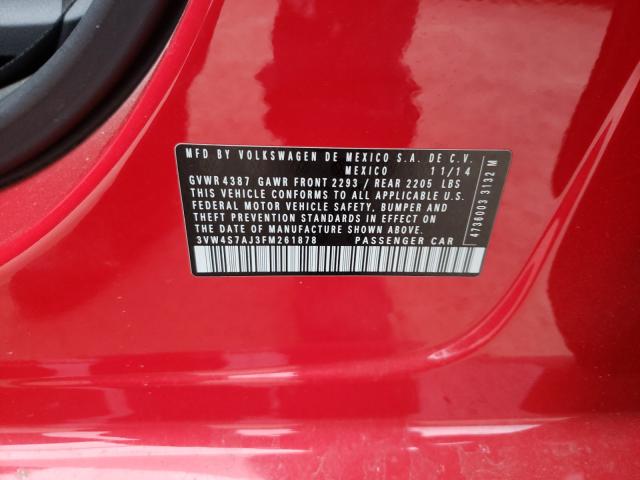 MFD BY VOLKSWAGEN DE MEXICO S.A. DE C.V.
MEXICO 11/14
GVWR 4387 GAWR FRONT 2293 / REAR 2205 LBS
THIS VEHICLE CONFORMS TO ALL APPLICABLE U.S.
FEDERAL MOTOR VEHICLE SAFETY, BUMPER AND
THEFT PREVENTION STANDARDS IN EFFECT ON
THE DATE OF MANUFACTURE SHOWN ABOVE.
3VW4S7AJ3FM261878 PASSENGER CAR
4736003 3132 M